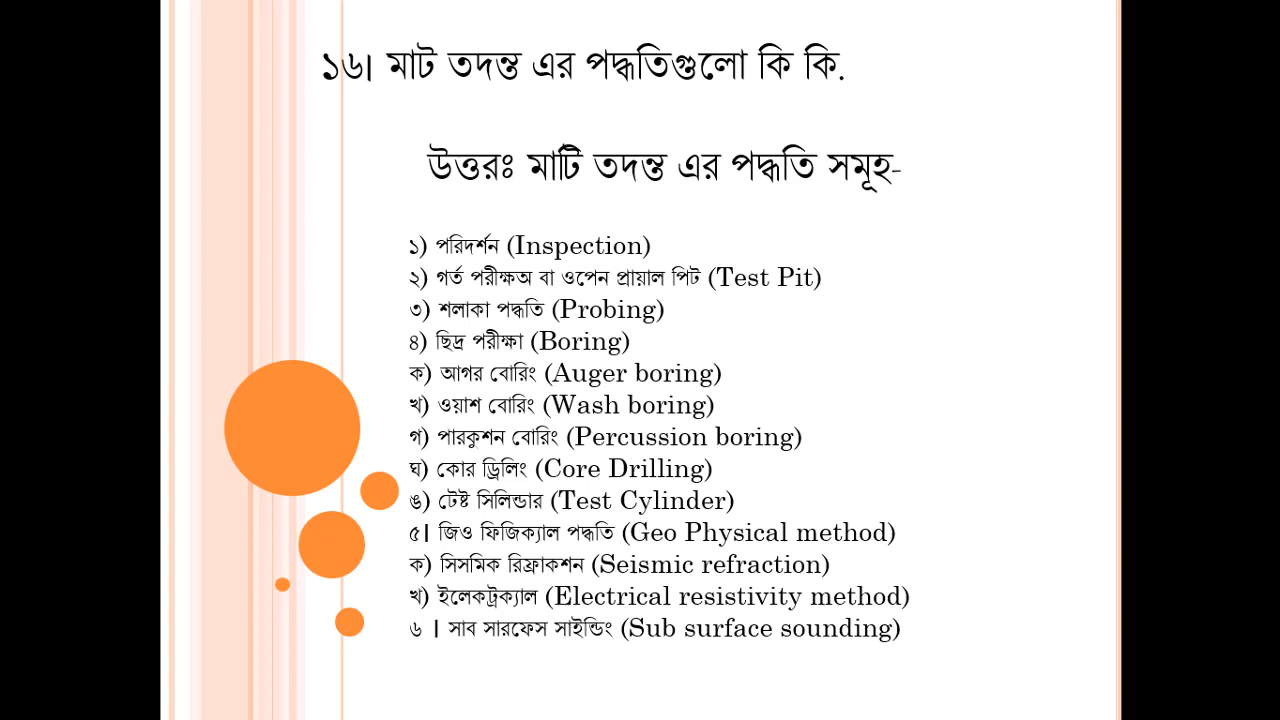 ১৬। মাট তদন্ত এর পদ্ধতিগুলো কি কি.
উত্তরঃ মাটি তদন্ত এর পদ্ধতি সমূহ-
১) পরিদর্শন (Inspection)
২) গর্ত পরীক্ষঅ বা ওপেন প্রায়াল পিট (Test Pit)
৩) শলাকা পদ্ধতি (Probing)
৪) ছিদ্র পরীক্ষা (Boring)
ক) আগর বোরিং (Auger boring)
খ) ওয়াশ বোরিং (Wash boring)
গ) পারকুশন বোরিং (Percussion boring)
ঘ) কোর ড্রিলিং (Core Drilling)
ঙ) টেষ্ট সিলিন্ডার (Test Cylinder)
৫। জিও ফিজিক্যাল পদ্ধতি (Geo Physical method)
ক) সিসমিক রিফ্রাকশন (Seismic refraction)
খ) ইলেকট্রক্যাল (Electrical resistivity method)
৬ । সাব সারফেস সাইন্ডিং (Sub surface sounding)